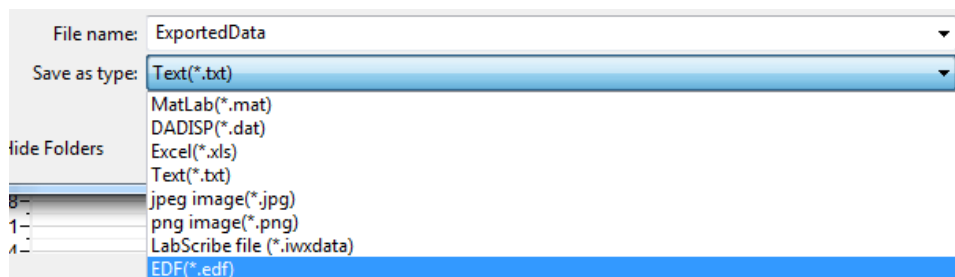 File name: ExportedData
Save as type: Text(*.txt)
MatLab(*.mat)
DADISP(*.dat)
Hide Folders
Excel(*.xls)
Text(*.txt)
jpeg image(*.jpg)
png image(*.png)
LabScribe file (*.iwxdata)
EDF(*.edf)